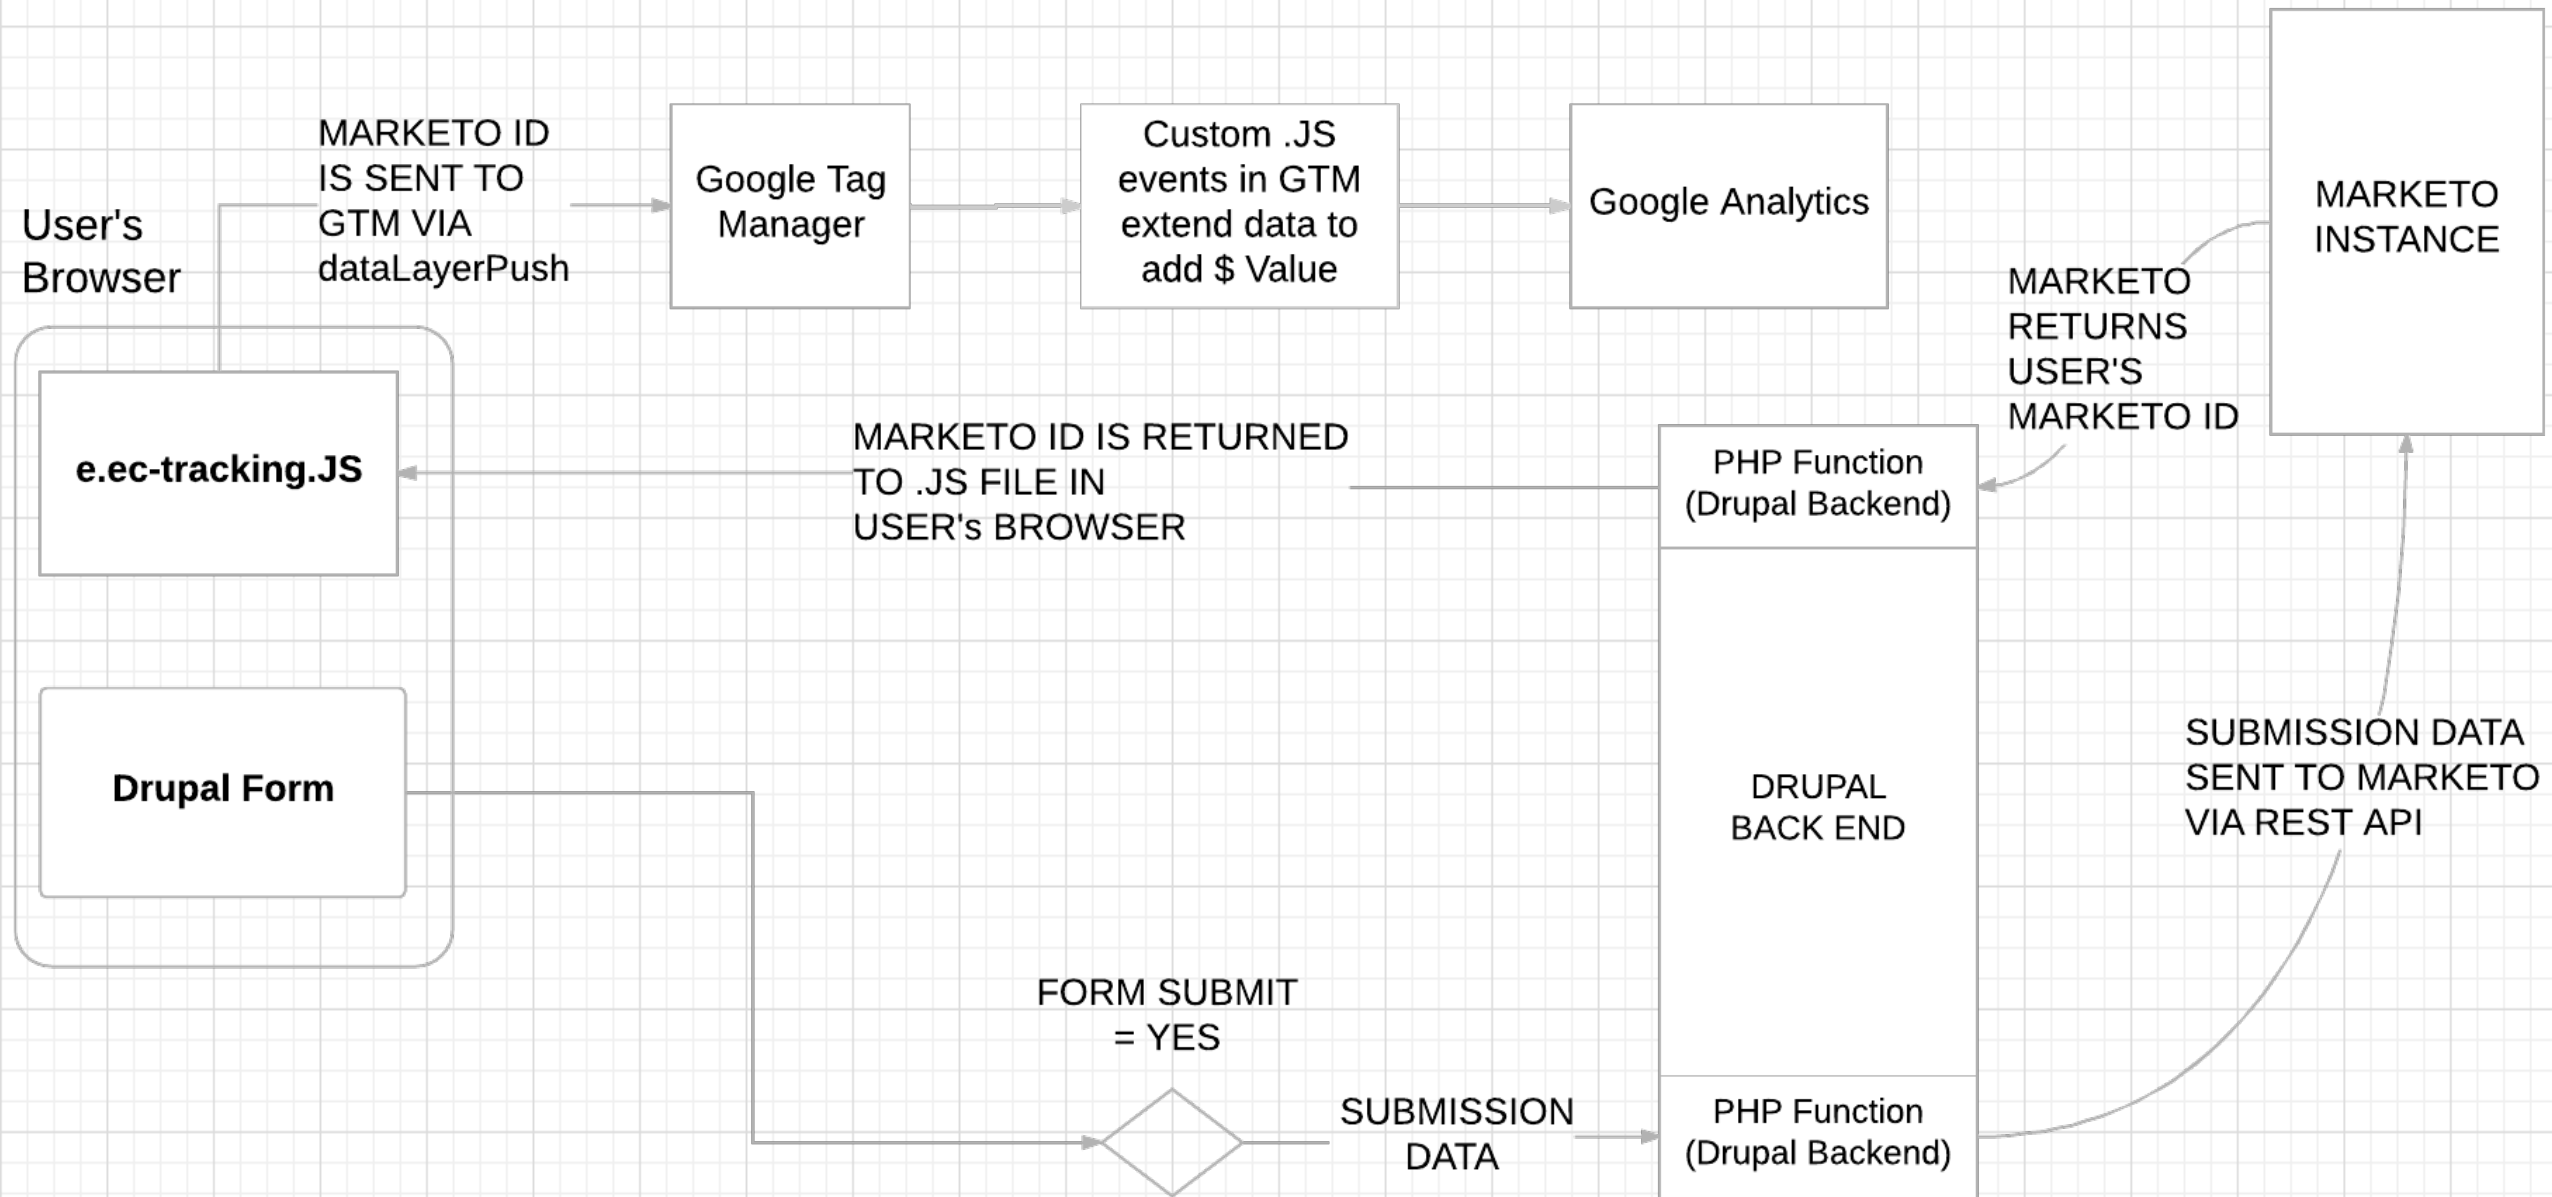 MARKETO ID
IS SENT TO
GTM VIA
dataLayerPush
User's
Browser
Google Tag
Manager
Custom .JS
events in GTM
extend data to
add $ Value
Google Analytics
MARKETO
INSTANCE
MARKETO
RETURNS
USER'S
MARKETO ID
e.ec-tracking.JS
MARKETO ID IS RETURNED
TO .JS FILE IN
USER's BROWSER
PHP Function
(Drupal Backend)
Drupal Form
DRUPAL
BACK END
SUBMISSION DATA
SENT TO MARKETO
VIA REST API
FORM SUBMIT
= YES
SUBMISSION
DATA
PHP Function
(Drupal Backend)